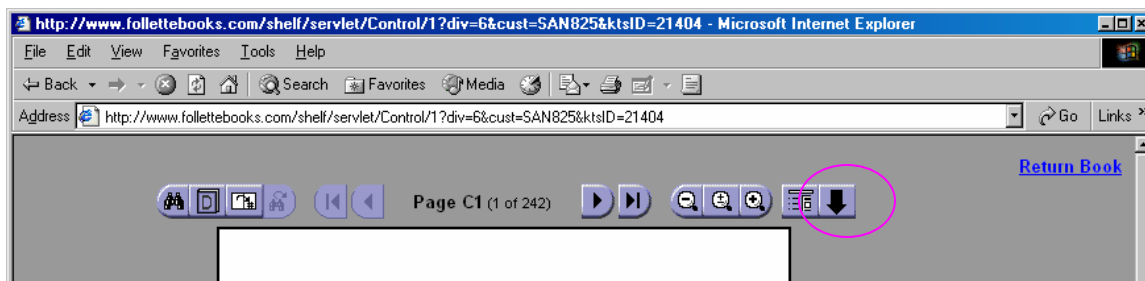 http://www.follettebooks.com/shelf/servlet/Control/1?div=6&cust=SAN825&ktsID=21404 - Microsoft Internet Explorer
File Edit View Favorites Tools Help
Back Search Favorites Media
Address http://www.follettebooks.com/shelf/servlet/Control/1?div=6&cust=SAN825&ktsID=21404 Go Links »
Return Book
D Page C1 (1 of 242)